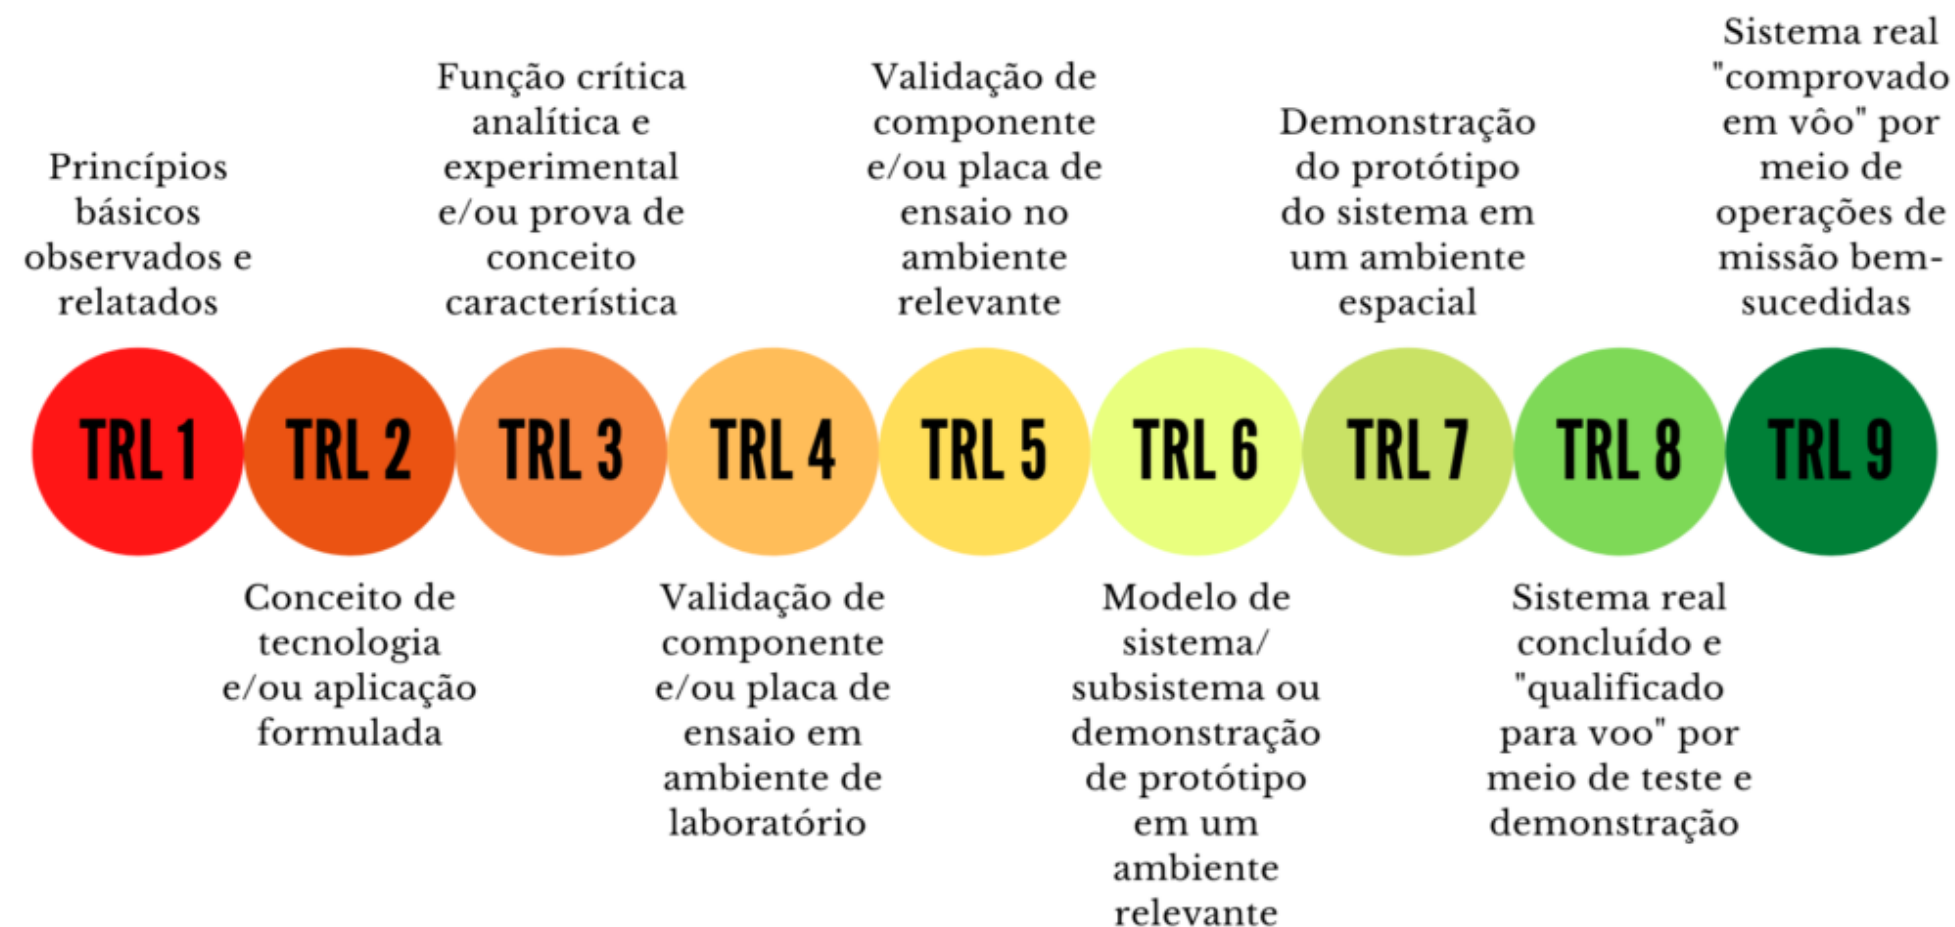 Princípios
básicos
observados e
relatados
Função crítica
analítica e
experimental
e/ou prova de
conceito
característica
Validação de
componente
e/ou placa de
ensaio no
ambiente
relevante
Demonstração
do protótipo
do sistema em
um ambiente
espacial
Sistema real
"comprovado
em vôo" por
meio de
operações de
missão bem-
sucedidas
TRL 1
TRL 2
TRL 3
TRL 4
TRL 5
TRL 6
TRL 7
TRL 8
TRL 9
Conceito de
tecnologia
e/ou aplicação
formulada
Validação de
componente
e/ou placa de
ensaio em
ambiente de
laboratório
Modelo de
sistema/
subsistema ou
demonstração
de protótipo
em um
ambiente
relevante
Sistema real
concluído e
"qualificado
para voo" por
meio de teste e
demonstração